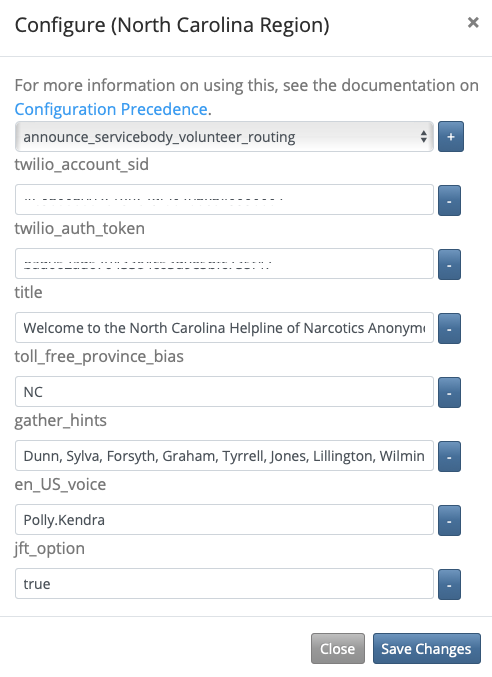 Configure (North Carolina Region)
×
For more information on using this, see the documentation on
Configuration Precedence.
announce_servicebody_volunteer_routing
+
twilio_account_sid
-
twilio_auth_token
-
title
Welcome to the North Carolina Helpline of Narcotics Anonym
-
toll_free_province_bias
NC
-
gather_hints
Dunn, Sylva, Forsyth, Graham, Tyrrell, Jones, Lillington, Wilmin
-
en_US_voice
Polly.Kendra
-
jft_option
true
-
Close
Save Changes